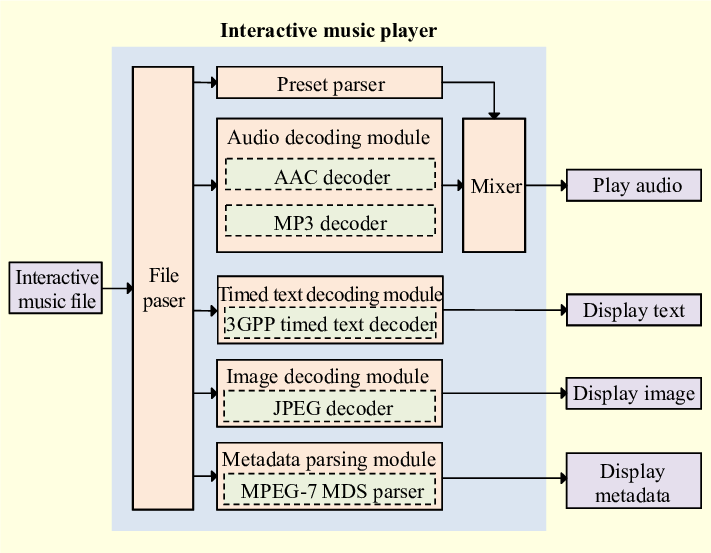 Interactive music player
Preset parser
Audio decoding module
AAC decoder
MP3 decoder
Mixer
Play audio
Interactive
music file
File
paser
Timed text decoding module
3GPP timed text decoder
Display text
Image decoding module
JPEG decoder
Display image
Metadata parsing module
MPEG-7 MDS parser
Display
metadata